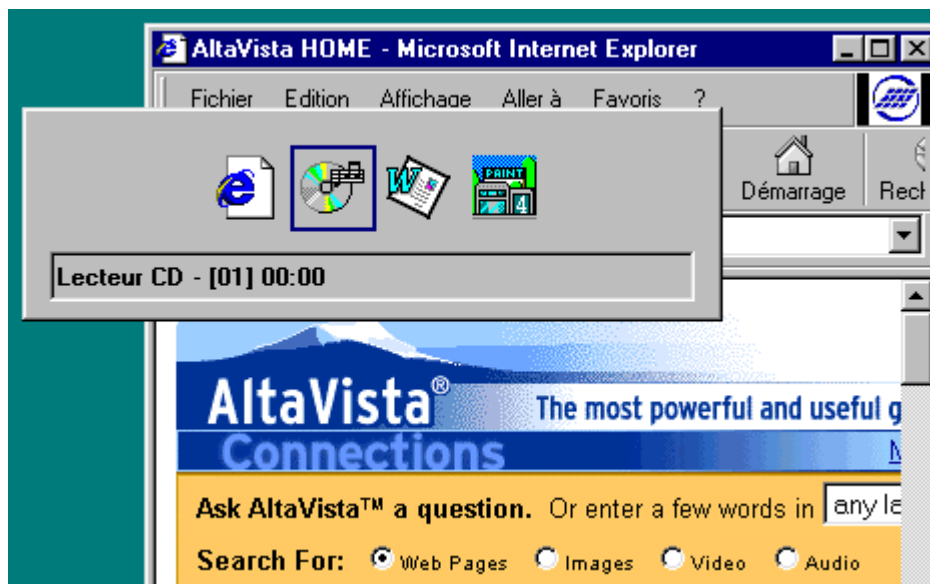 AltaVista HOME - Microsoft Internet Explorer
Fichier Edition Affichage Aller à Favoris ?
PAINT
4
W
Démarrage
Lecteur CD - [01] 00:00
AltaVista®
The most powerful and useful
Connections
Ask AltaVista™ a question. Or enter a few words in any
Search For: Web Pages Images Video Audio